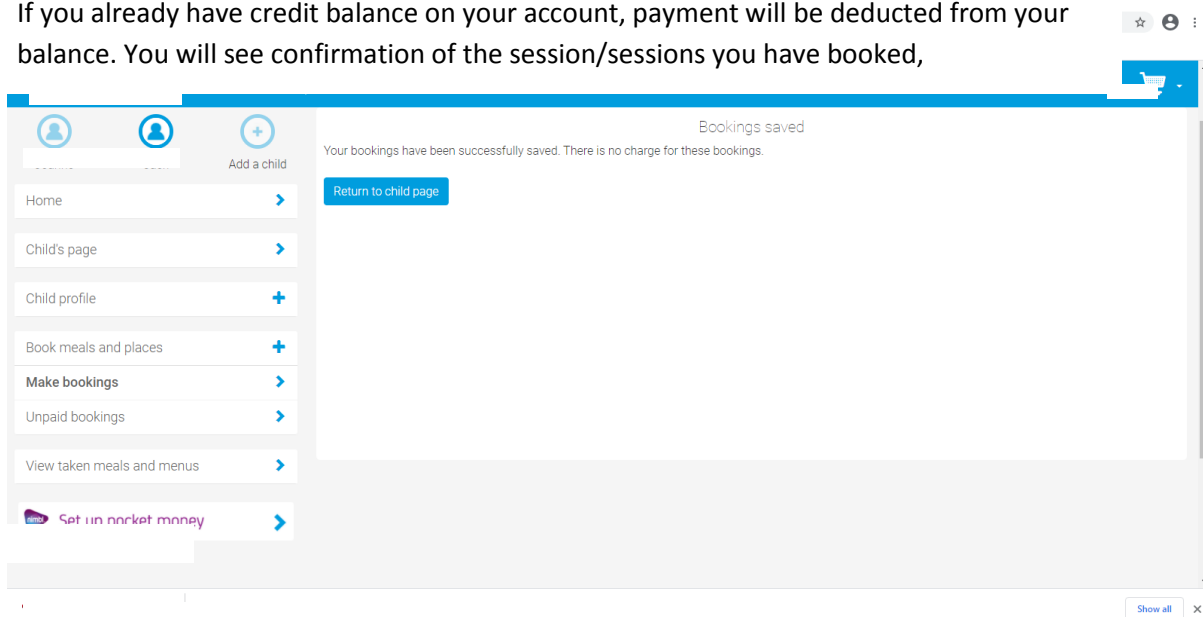 If you already have credit balance on your account, payment will be deducted from your
balance. You will see confirmation of the session/sessions you have booked,
Add a child
Bookings saved
Your bookings have been successfully saved. There is no charge for these bookings.
Return to child page
Home
Child's page
Child profile
Book meals and places
Make bookings
Unpaid bookings
View taken meals and menus
nimbl Set up pocket money
Show all